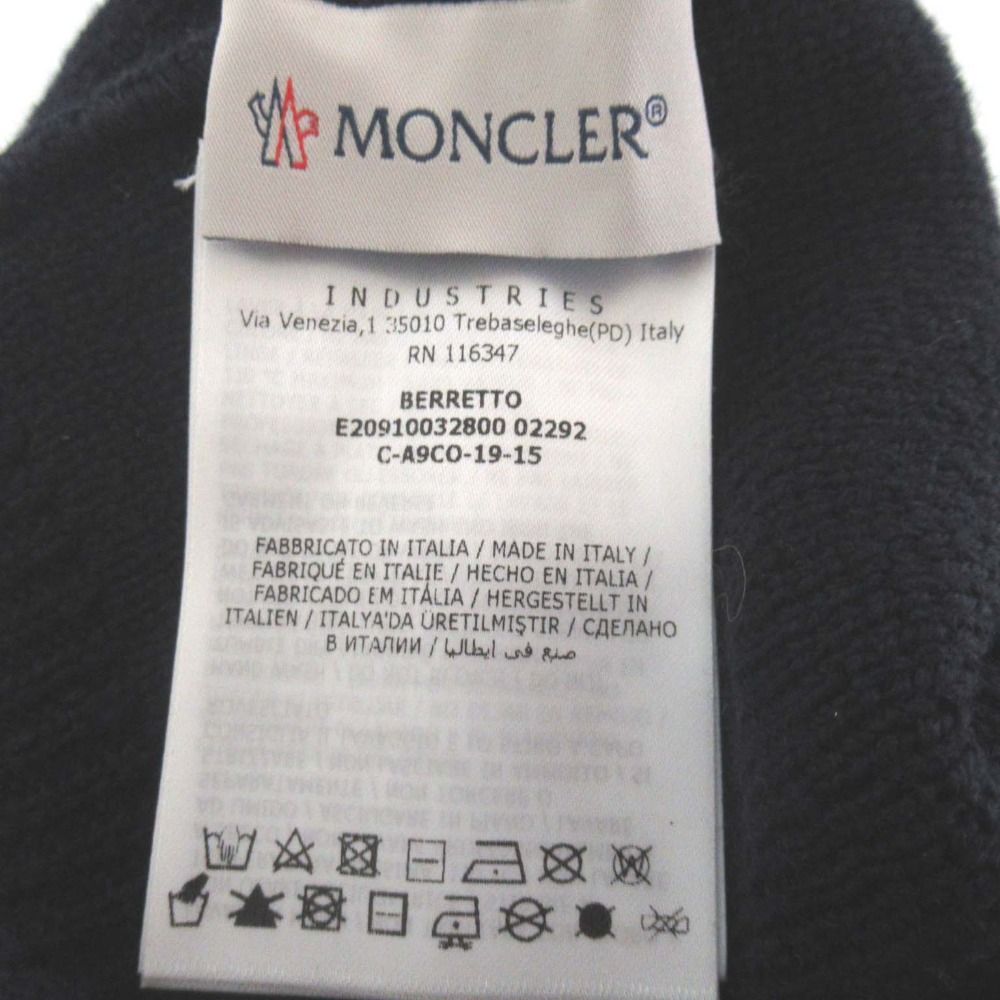 MONCLER®
INDUSTRIES
Via Venezia,1 35010 Trebaseleghe(PD) Italy
RN 116347
BERRETTO
E20910032800 02292
C-A9CO-19-15
FABBRICATO IN ITALIA / MADE IN ITALY /
FABRIQUÉ EN ITALIE / HECHO EN ITALIA /
FABRICADO EM ITÁLIA / HERGESTELLT IN
ITALIEN / ITALYA'DA ÜRETILMIŞTIR / СДЕЛАНО
В ИТАЛИИ / صنع في ايطاليا